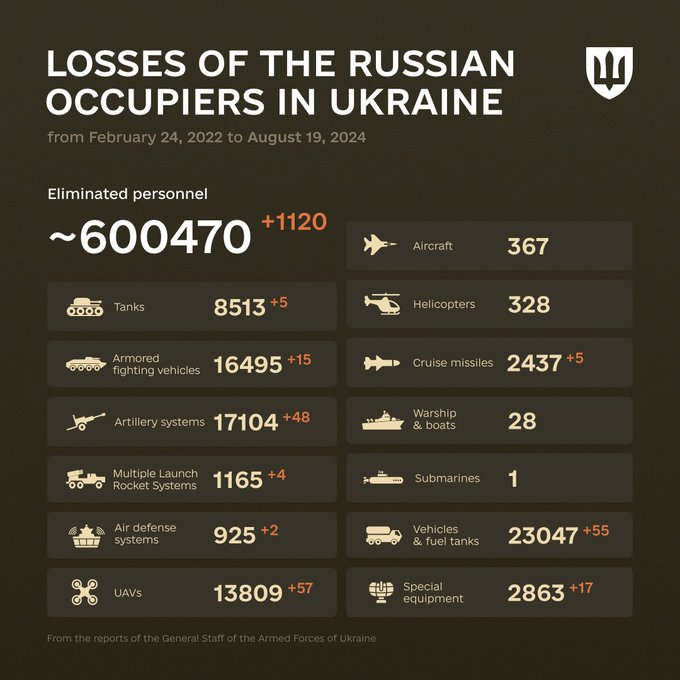 LOSSES OF THE RUSSIAN
OCCUPIERS IN UKRAINE
from February 24, 2022 to August 19, 2024
Eliminated personnel
~600470 +1120
Tanks 8513 +5
Armored
fighting vehicles 16495 +15
Artillery systems 17104 +48
Multiple Launch
Rocket Systems 1165 +4
Air defense
systems 925 +2
UAVs 13809 +57
Aircraft 367
Helicopters 328
Cruise missiles 2437 +5
Warship
& boats 28
Submarines 1
Vehicles
& fuel tanks 23047 +55
Special
equipment 2863 +17
From the reports of the General Staff of the Armed Forces of Ukraine